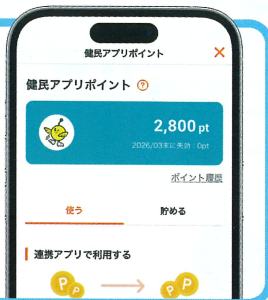 健民アプリポイント ×
健民アプリポイント ?
2,800 pt
2026/03末に失効:0pt
ポイント履歴
使う 貯める
連携アプリで利用する
P P P P